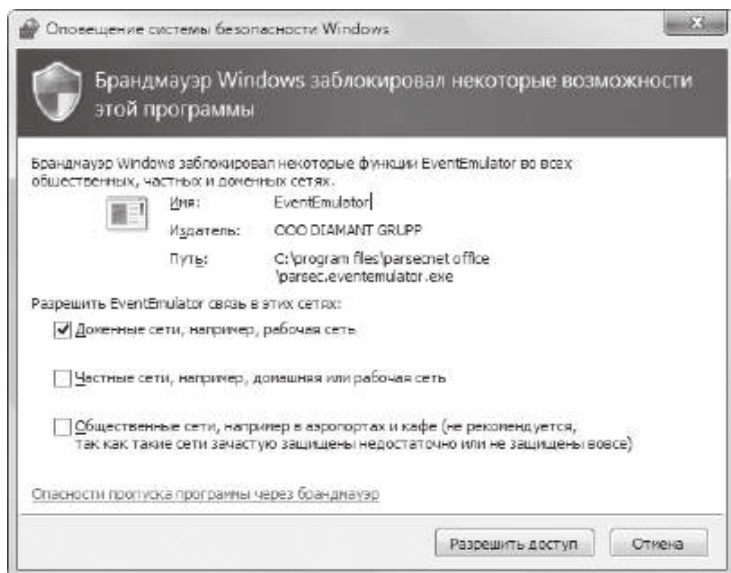 Оповещение системы безопасности Windows
Брандмауэр Windows заблокировал некоторые возможности
этой программы
Брандмауэр Windows заблокировал некоторые функции EventEmulator во всех
общественных, частных и доменных сетях.
Имя: EventEmulator
Издатель: OOO DIAMANT GRUPP
Путь: C:\program files\parsecnet office
\parsec.eventemulator.exe
Разрешить EventEmulator связь в этих сетях:
Доменные сети, например, рабочая сеть
Частные сети, например, домашняя или рабочая сеть
Общественные сети, например в аэропортах и кафе (не рекомендуется,
так как такие сети зачастую защищены недостаточно или не защищены вовсе)
Опасности пропуска программы через брандмауэр
Разрешить доступ Отмена